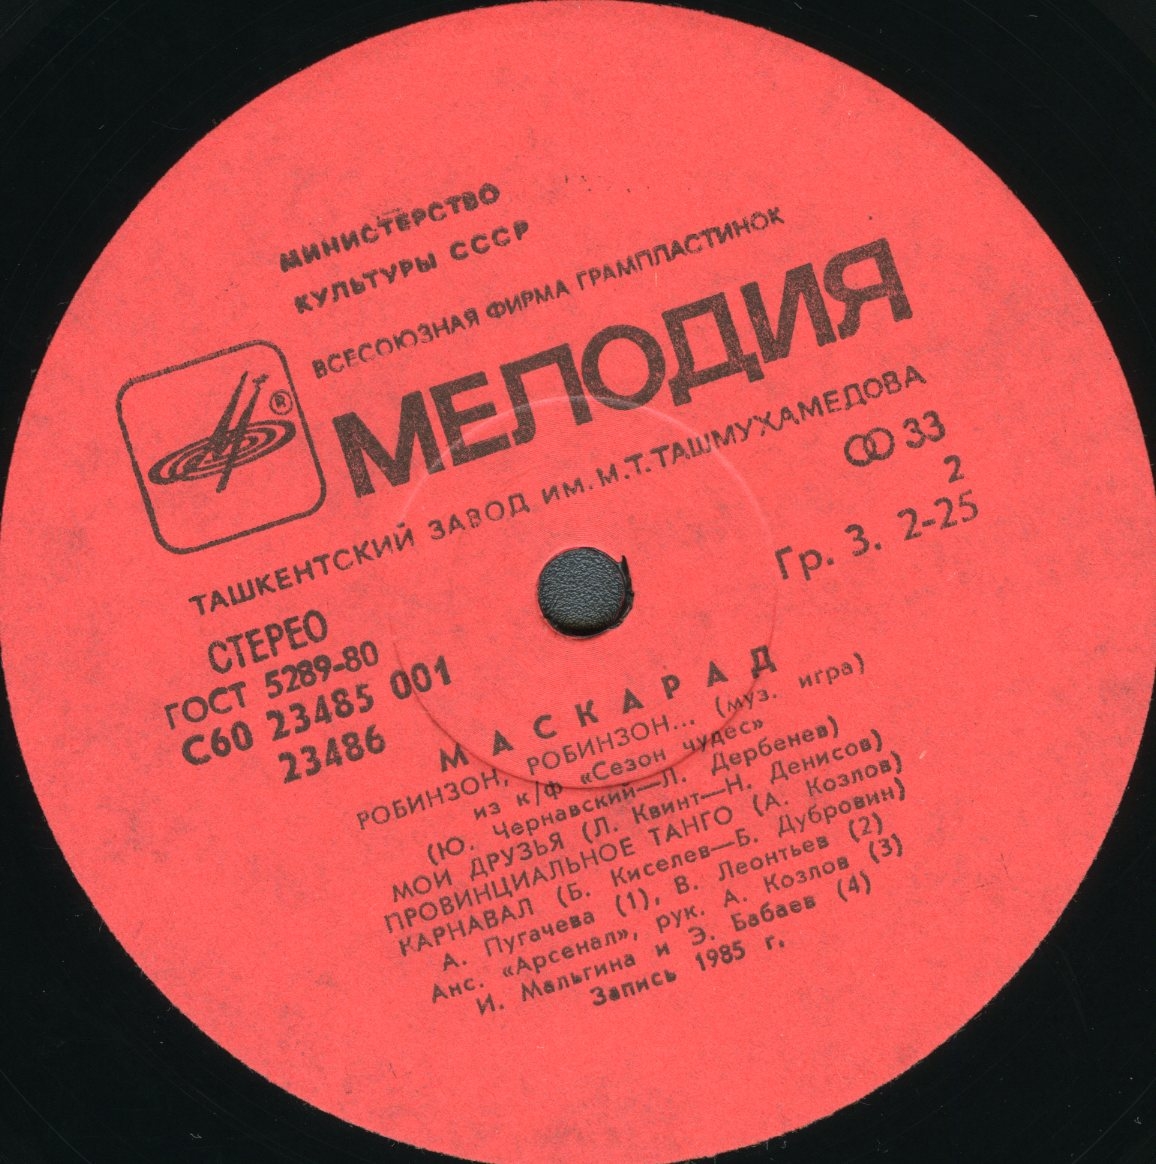 МИНИСТЕРСТВО
КУЛЬТУРЫ СССР
ВСЕСОЮЗНАЯ ФИРМА ГРАМПЛАСТИНОК
МЕЛОДИЯ
®
ТАШКЕНТСКИЙ ЗАВОД ИМ. М.Т. ТАШМУХАМЕДОВА
33
2
Гр. 3. 2-25
СТЕРЕО
ГОСТ 5289-80
С60 23485 001
23486
МАСКАРАД
РОБИНЗОН, РОБИНЗОН... (муз. игра)
из к/ф «Сезон чудес»
(Ю. Чернавский—Л. Дербенев)
МОИ ДРУЗЬЯ (Л. Квинт—Н. Денисов)
ПРОВИНЦИАЛЬНОЕ ТАНГО (А. Козлов)
КАРНАВАЛ (Б. Киселев—Б. Дубровин)
А. Пугачева (1), В. Леонтьев (2)
Анс. «Арсенал», рук. А. Козлов (3)
И. Мальгина и Э. Бабаев (4)
Запись 1985 г.